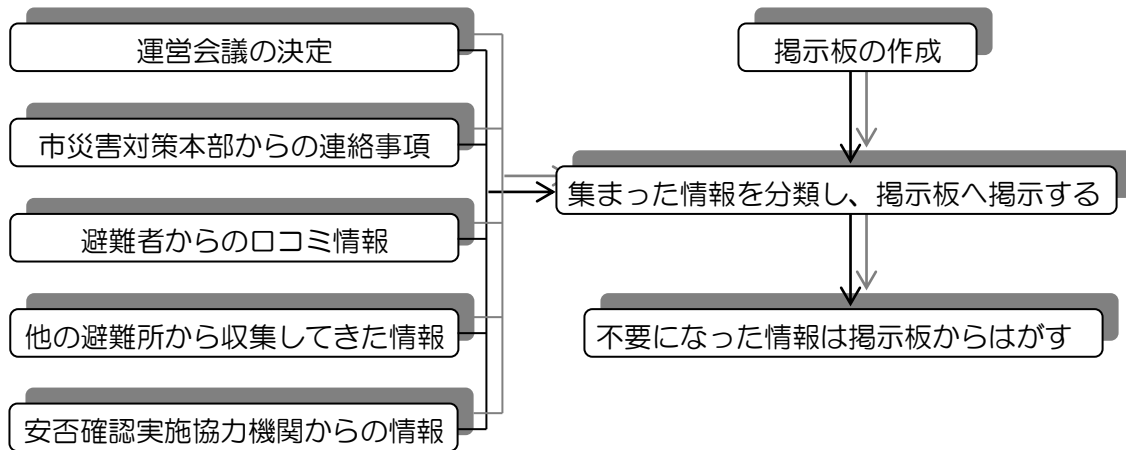 運営会議の決定
市災害対策本部からの連絡事項
避難者からの口コミ情報
他の避難所から収集してきた情報
安否確認実施協力機関からの情報
掲示板の作成
集まった情報を分類し、掲示板へ掲示する
不要になった情報は掲示板からはがす